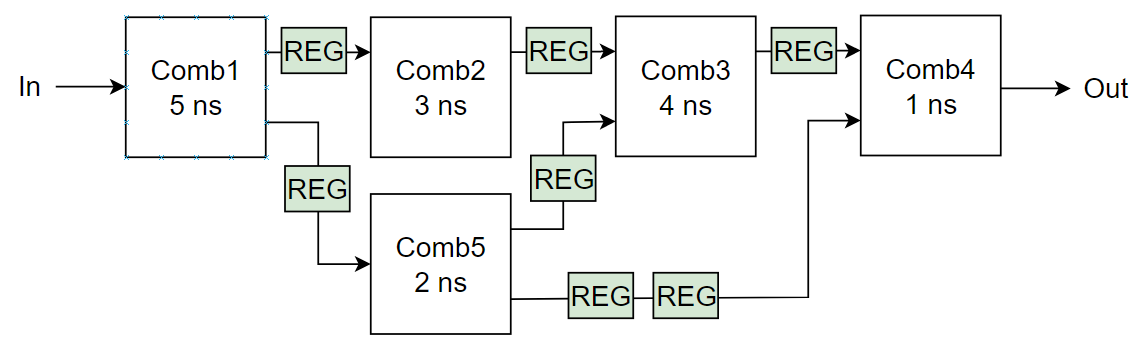 In
Comb1
5 ns
REG
Comb2
3 ns
REG
Comb3
4 ns
REG
Comb4
1 ns
Out
REG
Comb5
2 ns
REG
REG
REG